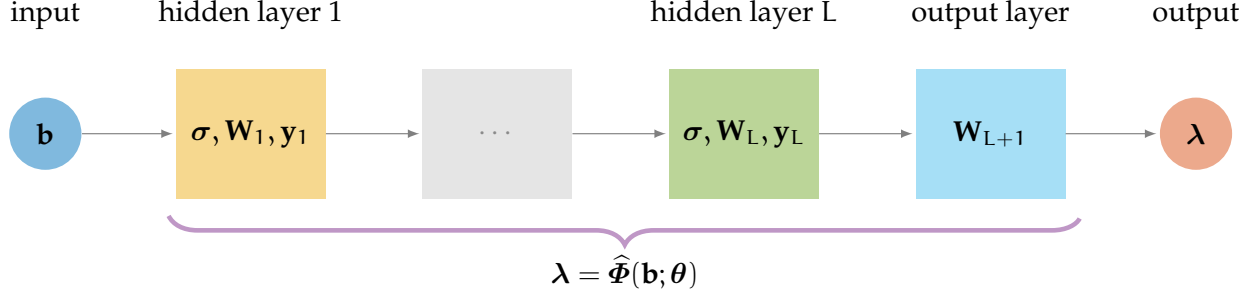 input hidden layer 1 hidden layer L output layer output
b σ, W₁, y₁ ··· σ, W_L, y_L W_{L+1} λ
λ = Φ̂(b; θ)